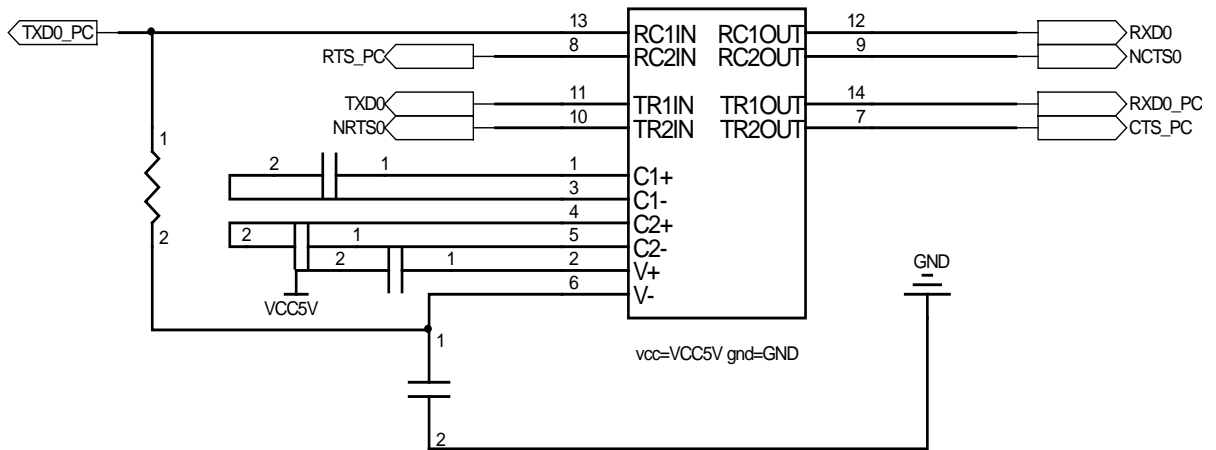 13 12
TXD0_PC RC1IN RC1OUT RXD0
8 9
RTS_PC RC2IN RC2OUT NCTS0
11 14
TXD0 TR1IN TR1OUT RXD0_PC
10 7
NRTS0 TR2IN TR2OUT CTS_PC
1
2 1 1
C1+
3
C1-
4
C2+
2 1 5
C2-
2 2 1 2
V+
6
V-
VCC5V
GND
1
vcc=VCC5V gnd=GND
2